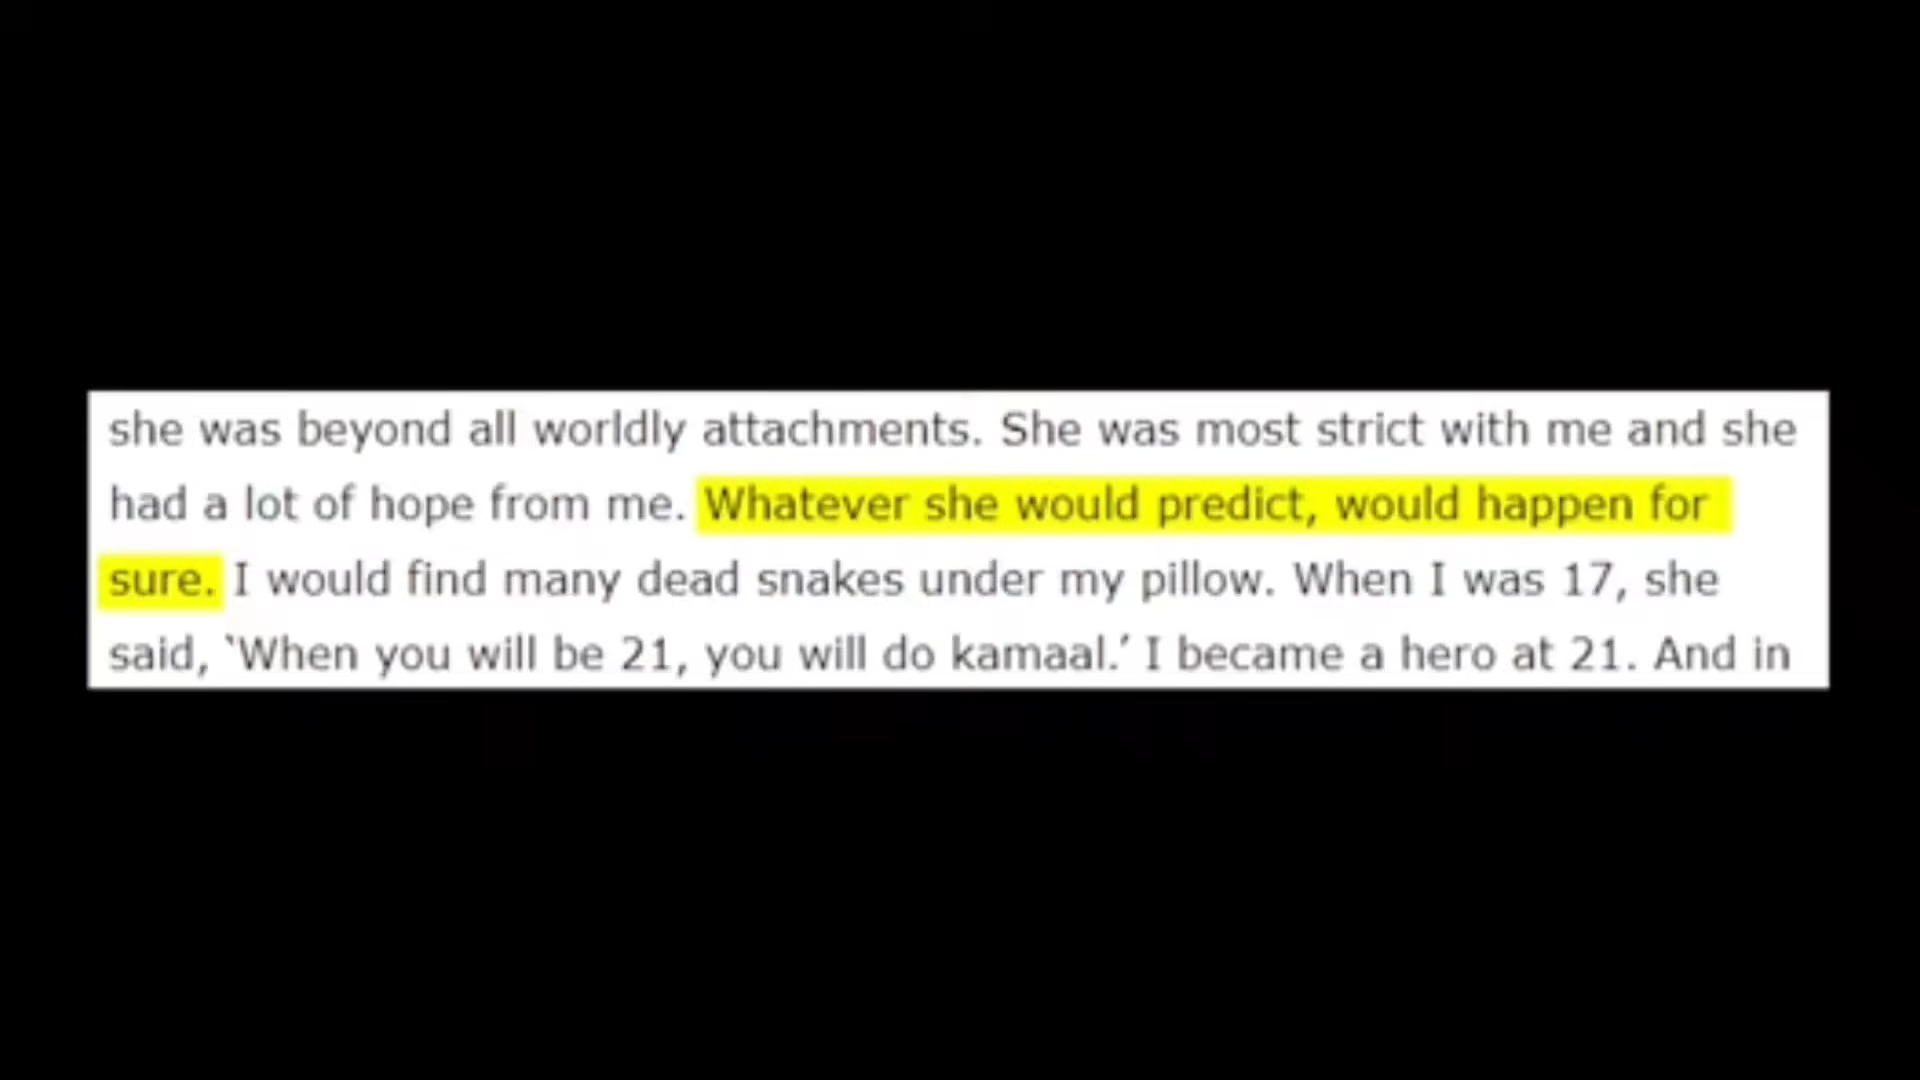 she was beyond all worldly attachments. She was most strict with me and she
had a lot of hope from me. Whatever she would predict, would happen for
sure. I would find many dead snakes under my pillow. When I was 17, she
said, ‵When you will be 21, you will do kamaal.′ I became a hero at 21. And in